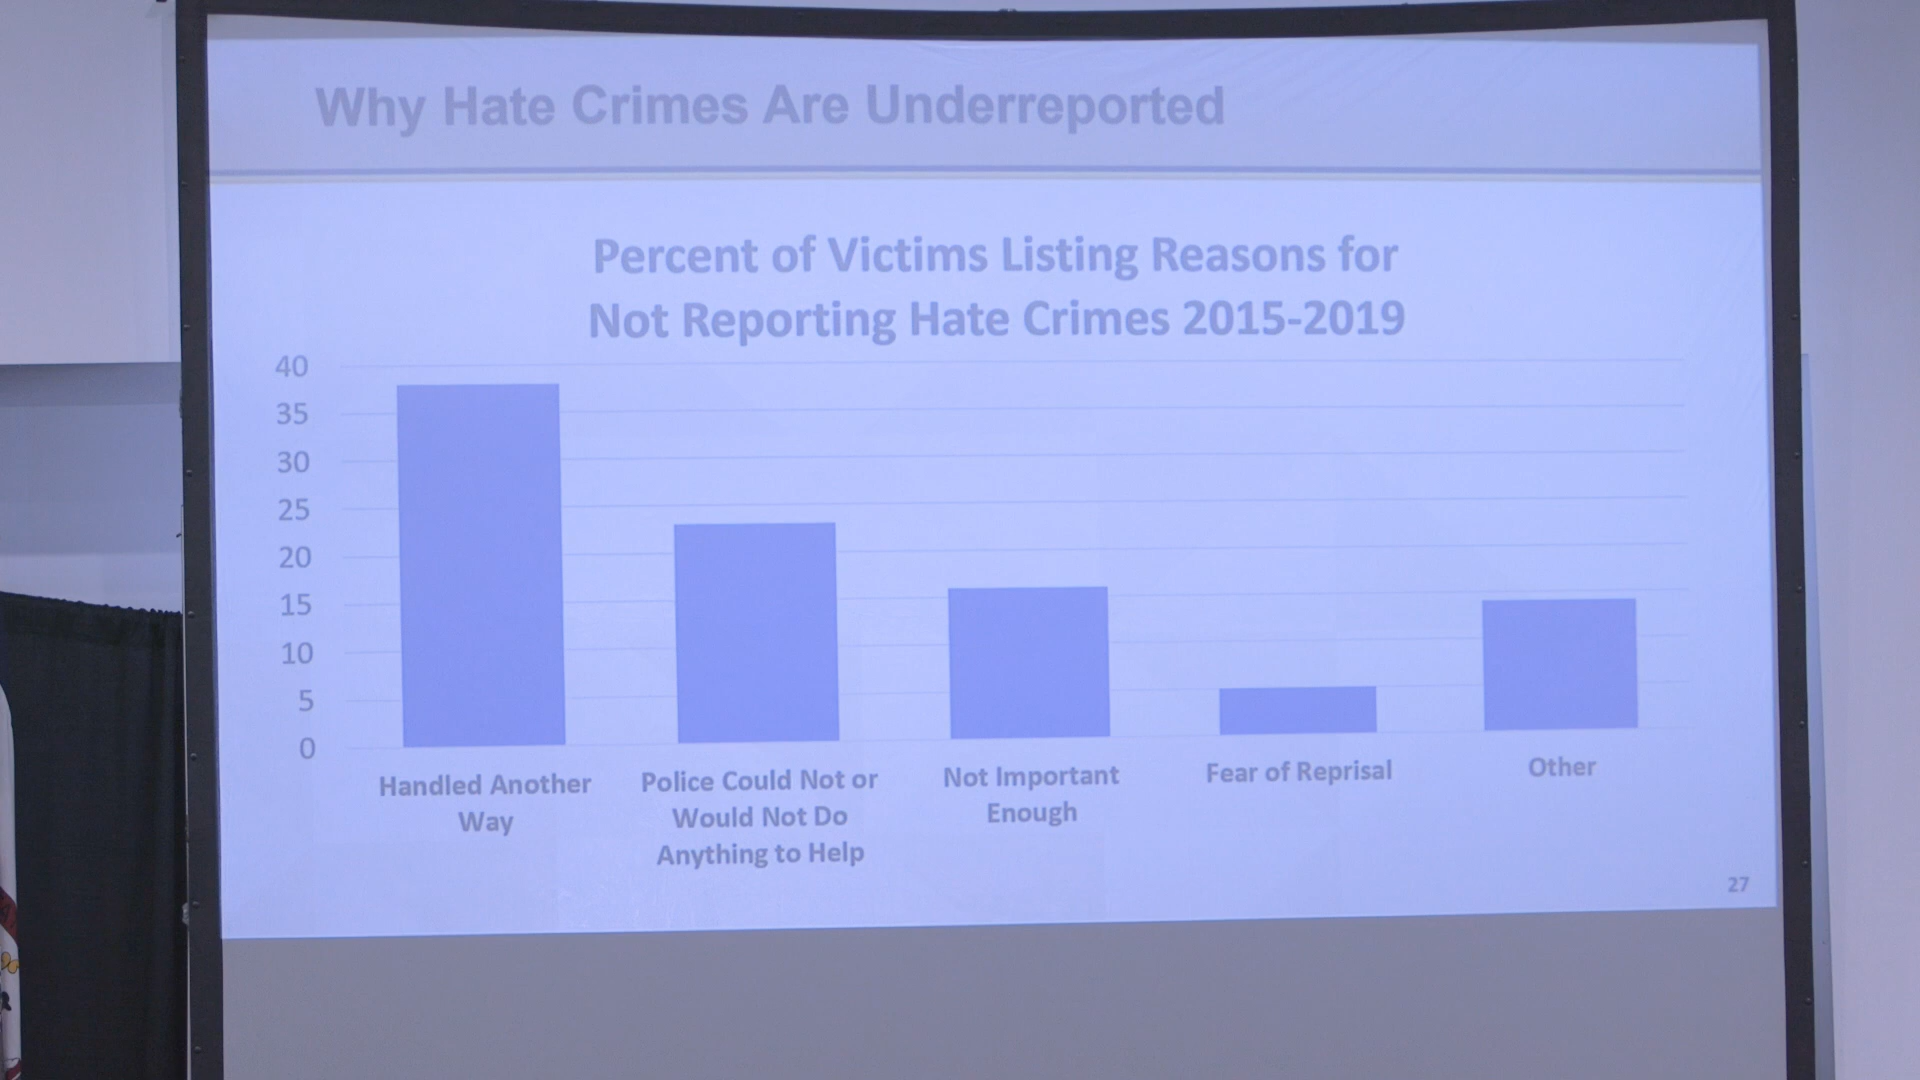 Why Hate Crimes Are Underreported
Percent of Victims Listing Reasons for
Not Reporting Hate Crimes 2015-2019
40
35
30
25
20
15
10
5
0
Handled Another
Way
Police Could Not or
Would Not Do
Anything to Help
Not Important
Enough
Fear of Reprisal
Other
27